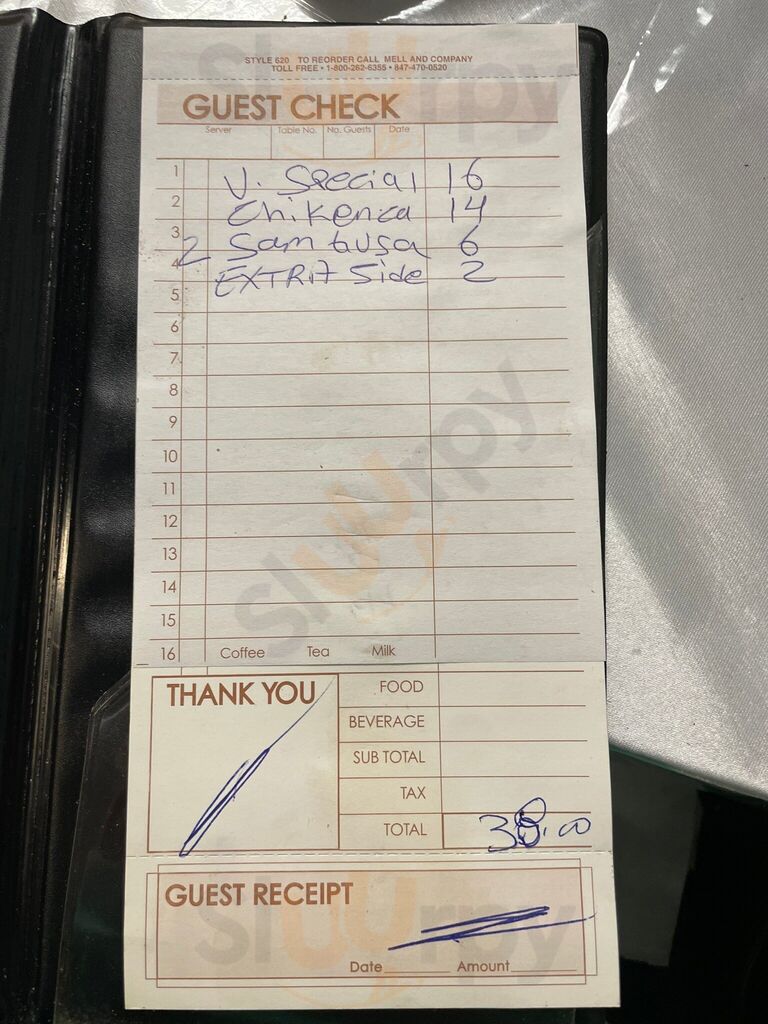 STYLE 620 TO REORDER CALL MELL AND COMPANY
TOLL FREE • 1-800-262-6355 • 847-470-0520
GUEST CHECK
Server Table No. No. Guests Date
1 V. Special 16
2 Chikenca 14
3 2 Sambusa 6
4 EXTRA Side 2
5
6
7
8
9
10
11
12
13
14
15
16 Coffee Tea Milk
THANK YOU
FOOD
BEVERAGE
SUB TOTAL
TAX
TOTAL 38.00
GUEST RECEIPT
Date Amount
sluurpy
sluurpy
sluurpy